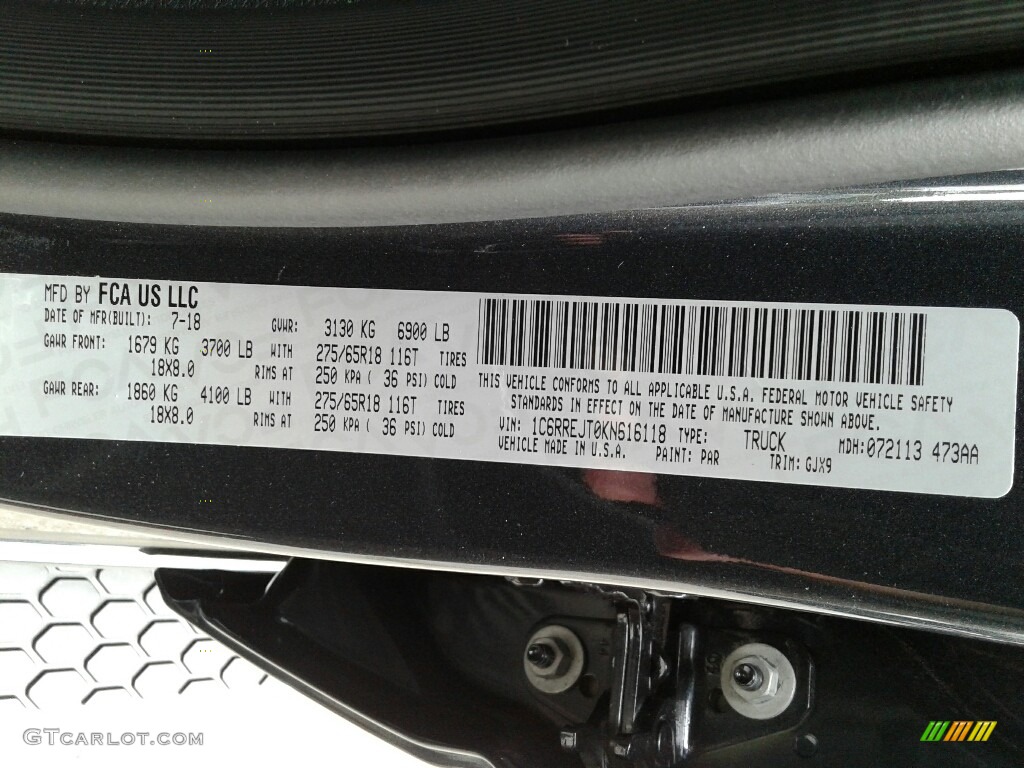 MFD BY FCA US LLC
DATE OF MFR(BUILT): 7-18 GVWR: 3130 KG 6900 LB
GAWR FRONT: 1679 KG 3700 LB WITH 275/65R18 116T TIRES
18X8.0 RIMS AT 250 KPA ( 36 PSI) COLD
GAWR REAR: 1860 KG 4100 LB WITH 275/65R18 116T TIRES
18X8.0 RIMS AT 250 KPA ( 36 PSI) COLD
THIS VEHICLE CONFORMS TO ALL APPLICABLE U.S.A. FEDERAL MOTOR VEHICLE SAFETY
STANDARDS IN EFFECT ON THE DATE OF MANUFACTURE SHOWN ABOVE.
VIN: 1C6RREJT0KN616118 TYPE: TRUCK MDH:072113 473AA
VEHICLE MADE IN U.S.A. PAINT: PAR TRIM: GJX9
GTCARLOT.COM